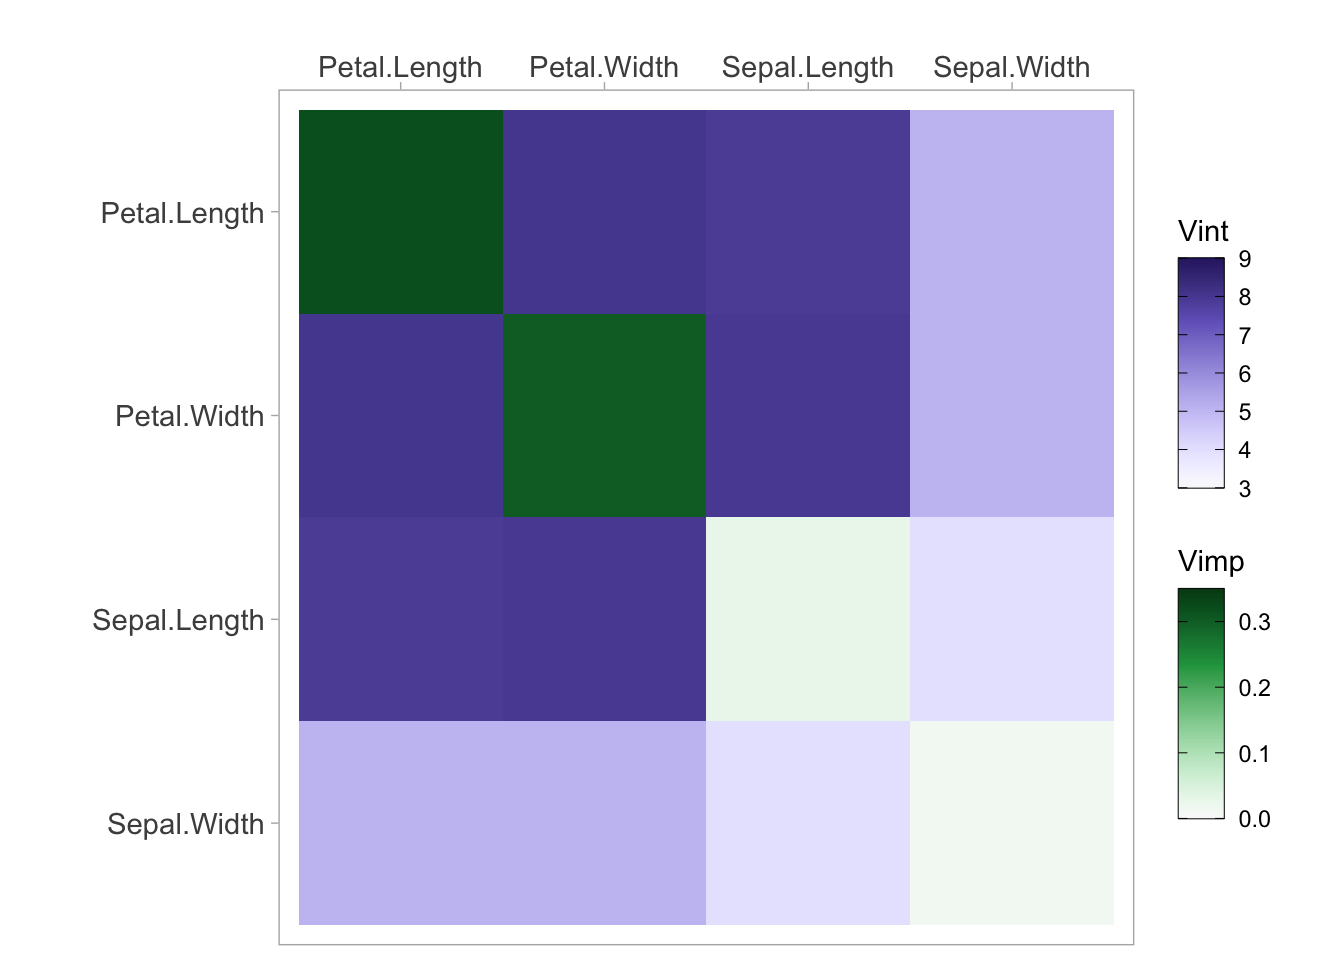 Petal.Length Petal.Width Sepal.Length Sepal.Width
Petal.Length
Petal.Width
Sepal.Length
Sepal.Width
Vint
9
8
7
6
5
4
3
Vimp
0.3
0.2
0.1
0.0